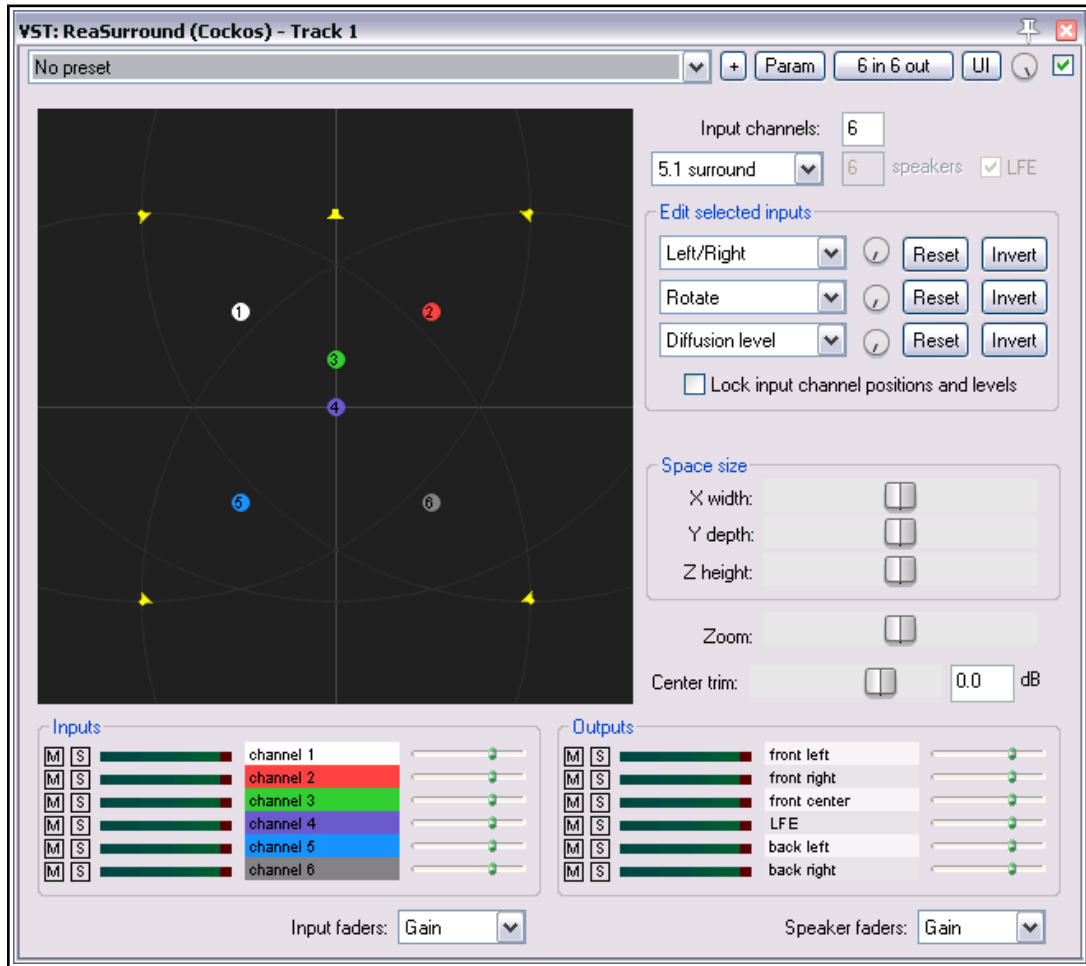 VST: ReaSurround (Cockos) - Track 1
No preset
+
Param
6 in 6 out
UI
Input channels: 6
5.1 surround
6 speakers
LFE
Edit selected inputs
Left/Right
Reset
Invert
Rotate
Reset
Invert
Diffusion level
Reset
Invert
Lock input channel positions and levels
1
2
3
4
5
6
Space size
X width:
Y depth:
Z height:
Zoom:
Center trim: 0.0 dB
Inputs
M S channel 1
M S channel 2
M S channel 3
M S channel 4
M S channel 5
M S channel 6
Input faders: Gain
Outputs
M S front left
M S front right
M S front center
M S LFE
M S back left
M S back right
Speaker faders: Gain